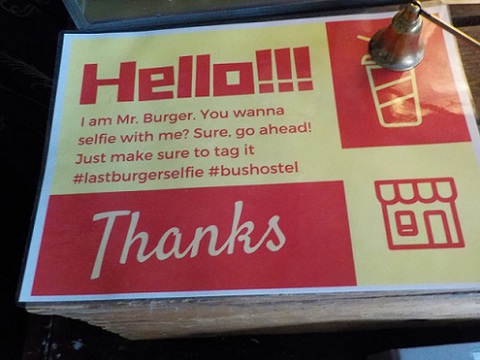 Hello!!!
I am Mr. Burger. You wanna
selfie with me? Sure, go ahead!
Just make sure to tag it
#lastburgerselfie #bushostel
Thanks